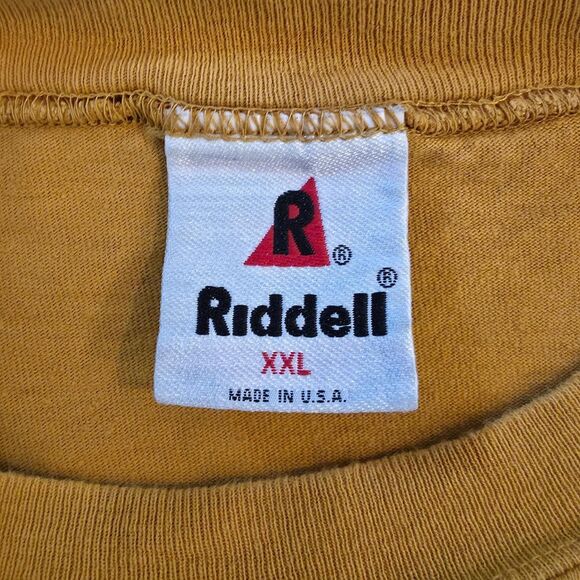 R®
Riddell®
XXL
MADE IN U.S.A.